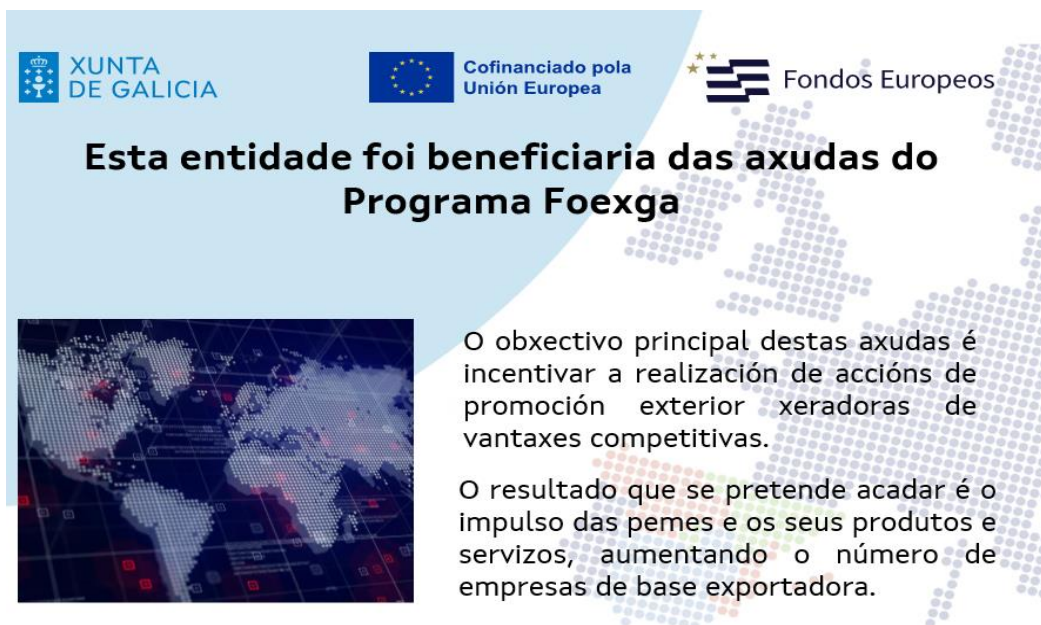 XUNTA
DE GALICIA
Cofinanciado pola
Unión Europea
Fondos Europeos
Esta entidade foi beneficiaria das axudas do
Programa Foexga
O obxectivo principal destas axudas é
incentivar a realización de accións de
promoción exterior xeradoras de
vantaxes competitivas.
O resultado que se pretende acadar é o
impulso das pemes e os seus produtos e
servizos, aumentando o número de
empresas de base exportadora.